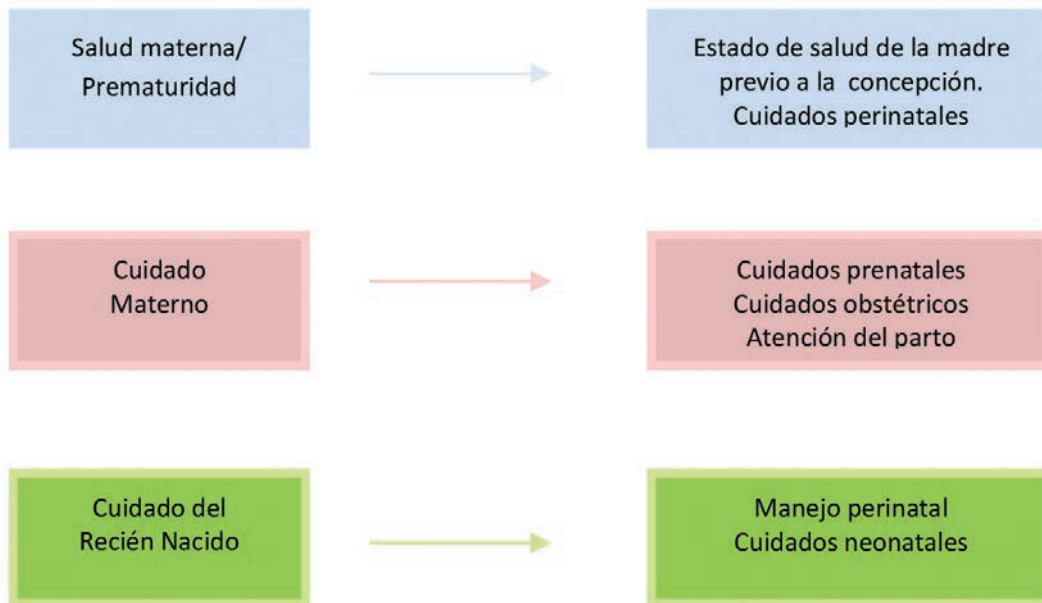 Salud materna/
Prematuridad
Estado de salud de la madre
previo a la concepción.
Cuidados perinatales
Cuidado
Materno
Cuidados prenatales
Cuidados obstétricos
Atención del parto
Cuidado del
Recién Nacido
Manejo perinatal
Cuidados neonatales